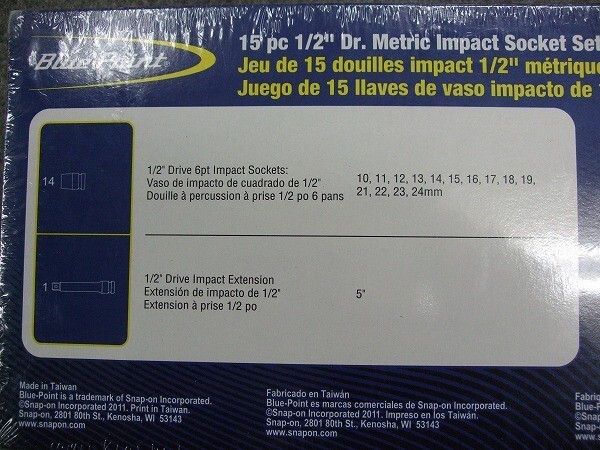 Blue-Point
15 pc 1/2" Dr. Metric Impact Socket Set
Jeu de 15 douilles impact 1/2" métrique
Juego de 15 llaves de vaso impacto de
14
1/2" Drive 6pt Impact Sockets:
Vaso de impacto de cuadrado de 1/2"
Douille à percussion à prise 1/2 po 6 pans
10, 11, 12, 13, 14, 15, 16, 17, 18, 19,
21, 22, 23, 24mm
1
1/2" Drive Impact Extension
Extensión de impacto de 1/2"
Extensión à prise 1/2 po
5"
Made in Taiwan
Blue-Point is a trademark of Snap-on Incorporated.
©Snap-on Incorporated 2011. Print in Taiwan.
Snap-on, 2801 80th St., Kenosha, WI 53143
www.snapon.com
Fabricado en Taiwán
Blue-Point es marcas comerciales de Snap-on Incorporated.
©Snap-on Incorporated 2011. Impreso en los Taiwán.
Snap-on, 2801 80th St., Kenosha, WI 53143
www.snapon.com